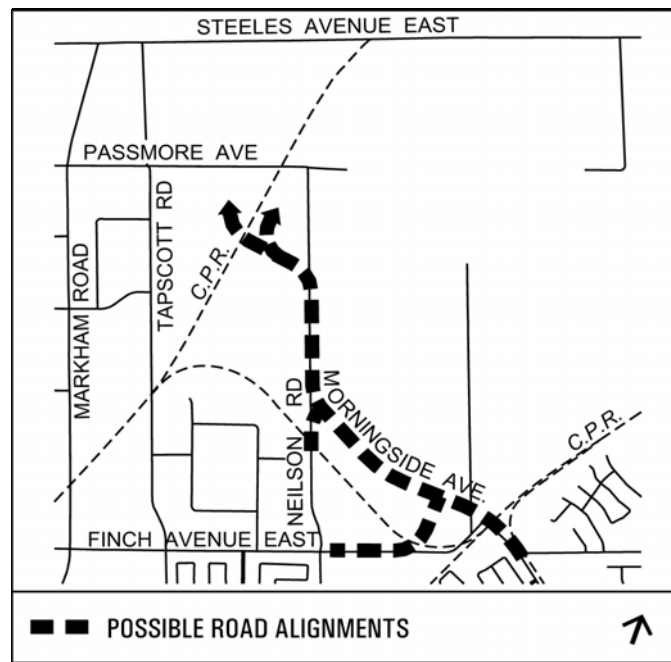 STEELES AVENUE EAST
PASSMORE AVE
TAPSCOTT RD
MARKHAM ROAD
C.P.R.
NEILSON RD
MORNINGSIDE AVE.
C.P.R.
FINCH AVENUE EAST
POSSIBLE ROAD ALIGNMENTS